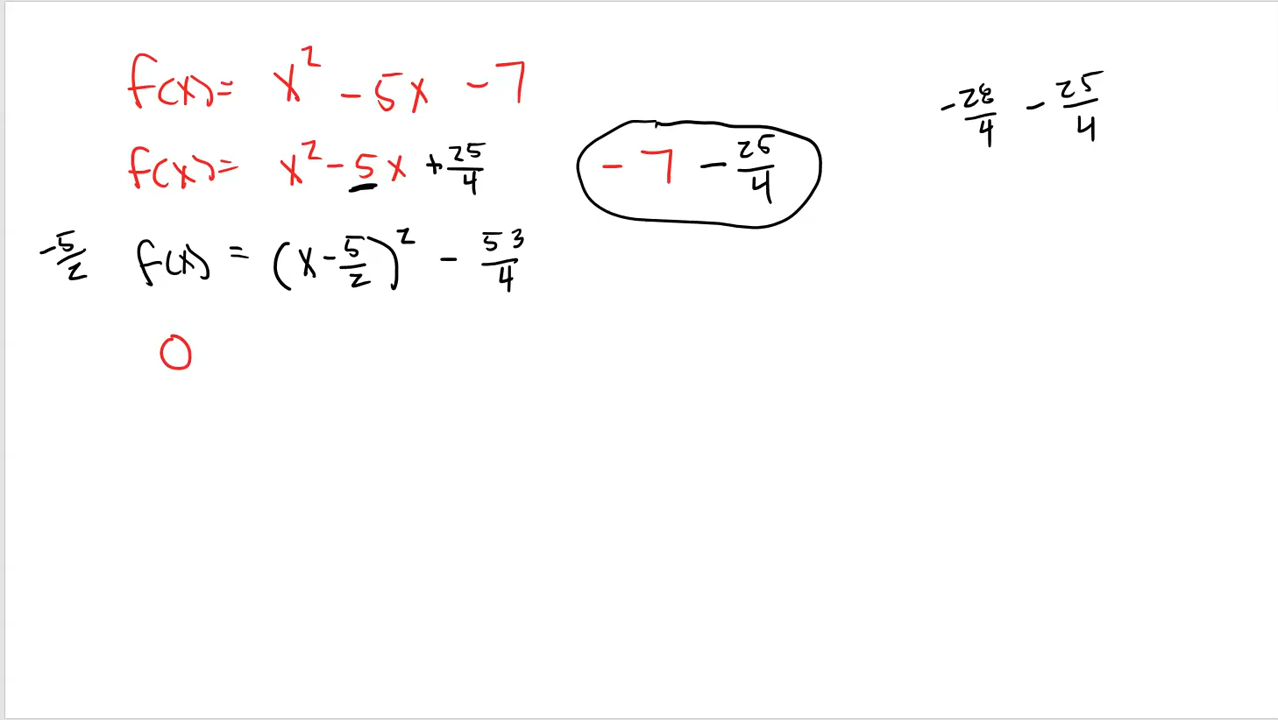 f(x) = x² - 5x - 7
-28/4 - 25/4
f(x) = x² - 5x + 25/4 - 7 - 25/4
-5/2 f(x) = (x - 5/2)² - 53/4
0